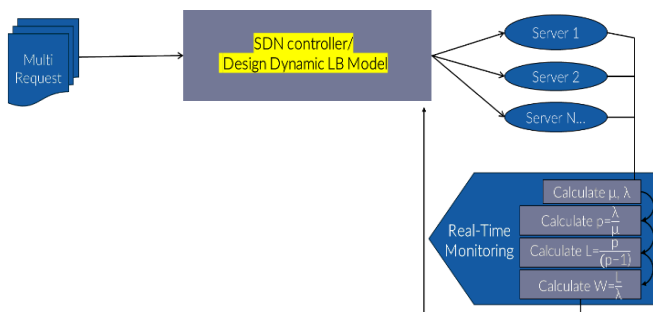 Multi
Request
SDN controller/
Design Dynamic LB Model
Server 1
Server 2
Server N...
Real-Time
Monitoring
Calculate µ, λ
Calculate p=λ/µ
Calculate L=p/(p-1)
Calculate W=L/λ